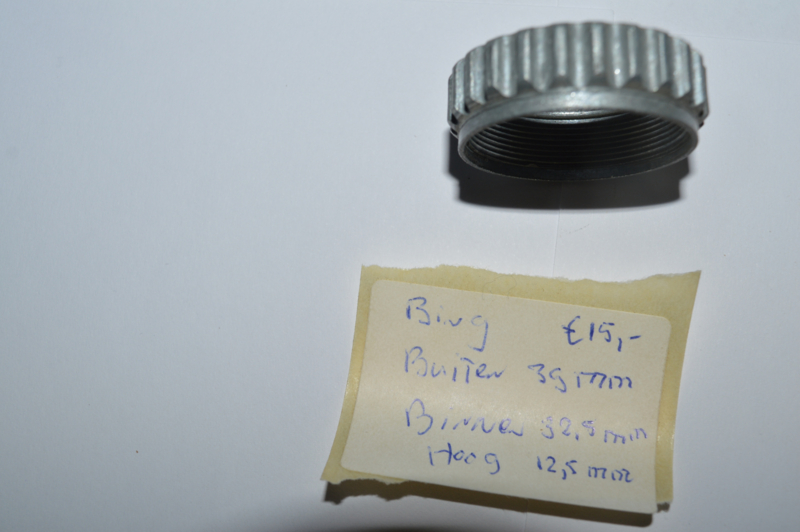 Bing €15,-
Buiten 39 mm
Binnen 32,5 mm
Hoog 12,5 mm